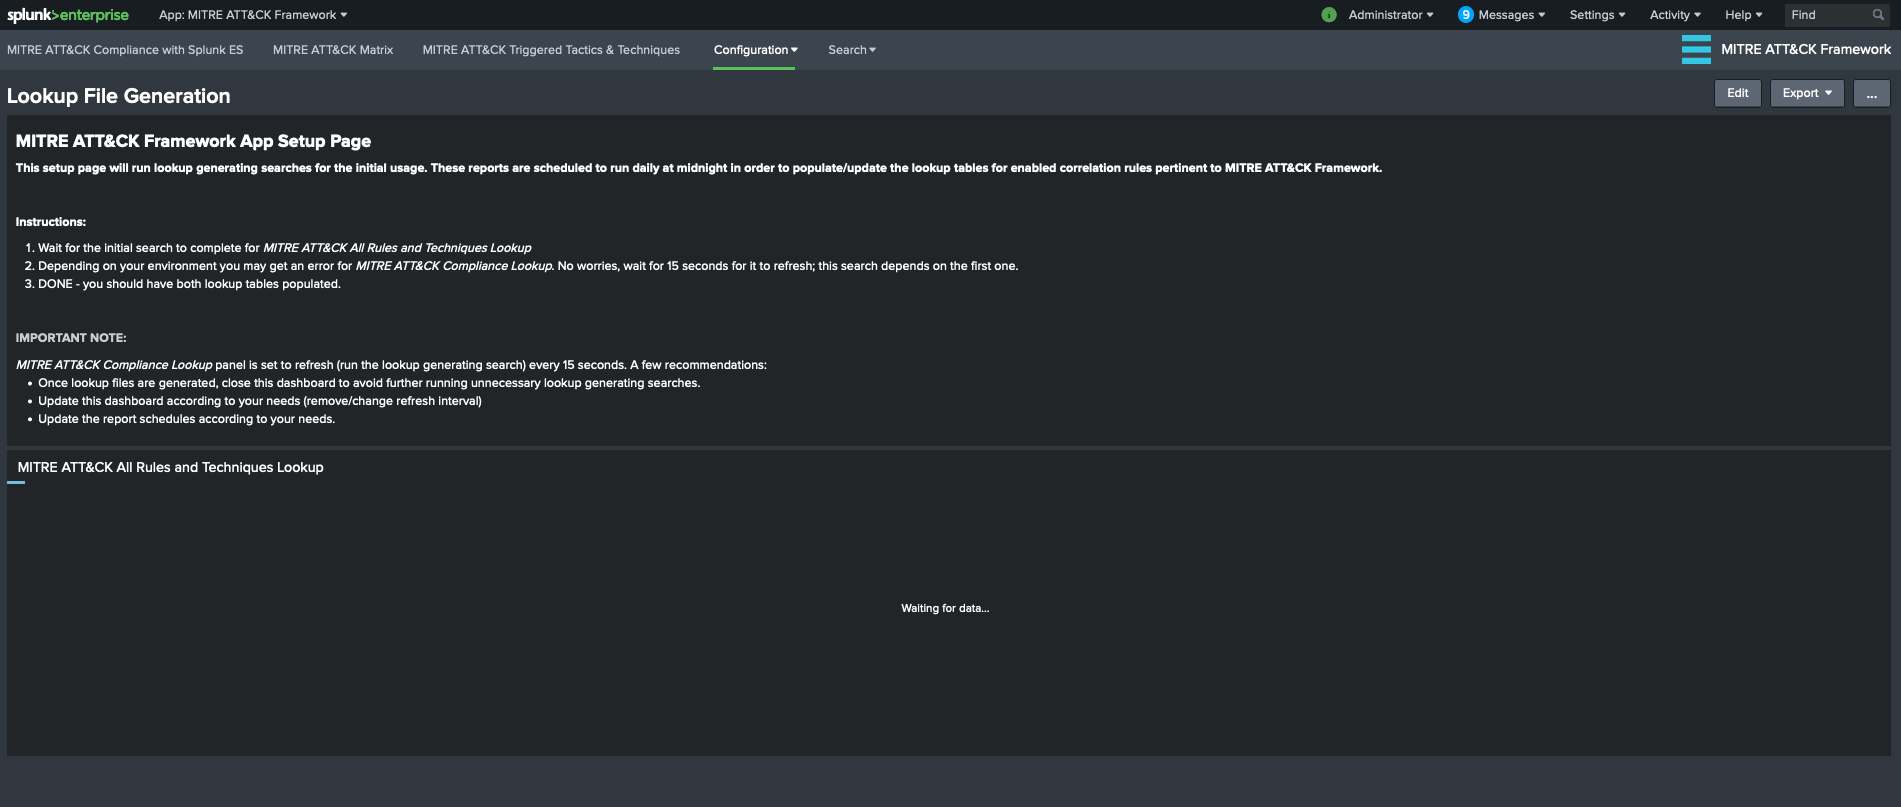 splunk>enterprise App: MITRE ATT&CK Framework i Administrator 9 Messages Settings Activity Help Find
MITRE ATT&CK Compliance with Splunk ES MITRE ATT&CK Matrix MITRE ATT&CK Triggered Tactics & Techniques Configuration Search MITRE ATT&CK Framework
Lookup File Generation Edit Export ...
MITRE ATT&CK Framework App Setup Page
This setup page will run lookup generating searches for the initial usage. These reports are scheduled to run daily at midnight in order to populate/update the lookup tables for enabled correlation rules pertinent to MITRE ATT&CK Framework.
Instructions:
1. Wait for the initial search to complete for MITRE ATT&CK All Rules and Techniques Lookup
2. Depending on your environment you may get an error for MITRE ATT&CK Compliance Lookup. No worries, wait for 15 seconds for it to refresh; this search depends on the first one.
3. DONE - you should have both lookup tables populated.
IMPORTANT NOTE:
MITRE ATT&CK Compliance Lookup panel is set to refresh (run the lookup generating search) every 15 seconds. A few recommendations:
• Once lookup files are generated, close this dashboard to avoid further running unnecessary lookup generating searches.
• Update this dashboard according to your needs (remove/change refresh interval)
• Update the report schedules according to your needs.
MITRE ATT&CK All Rules and Techniques Lookup
Waiting for data...